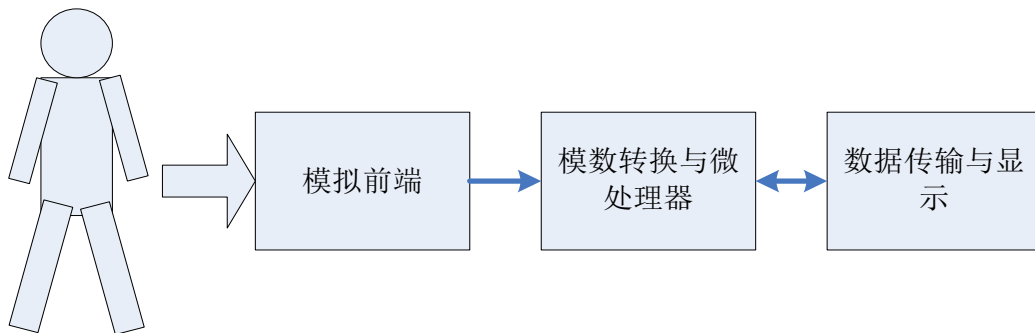 模拟前端
模数转换与微
处理器
数据传输与显
示